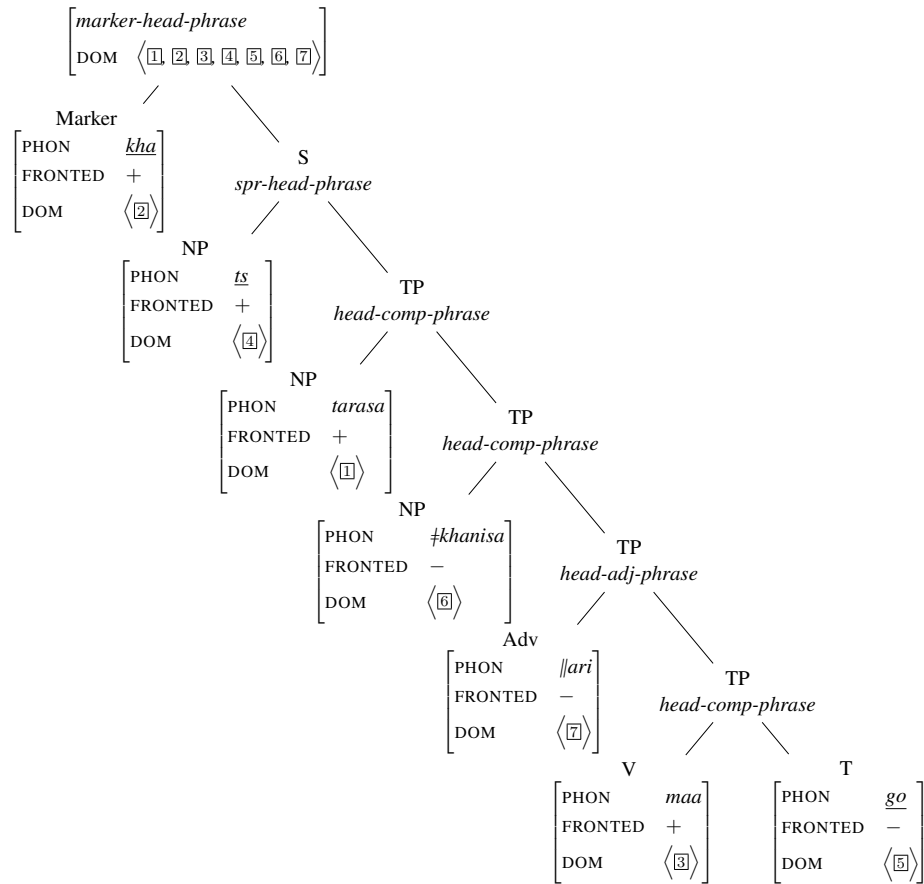 marker-head-phrase
DOM ⟨1, 2, 3, 4, 5, 6, 7⟩
Marker
PHON kha
FRONTED +
DOM ⟨2⟩
S
spr-head-phrase
NP
PHON ts
FRONTED +
DOM ⟨4⟩
TP
head-comp-phrase
NP
PHON tarasa
FRONTED +
DOM ⟨1⟩
TP
head-comp-phrase
NP
PHON ǂkhanisa
FRONTED −
DOM ⟨6⟩
TP
head-adj-phrase
Adv
PHON ǁari
FRONTED −
DOM ⟨7⟩
TP
head-comp-phrase
V
PHON maa
FRONTED +
DOM ⟨3⟩
T
PHON go
FRONTED −
DOM ⟨5⟩